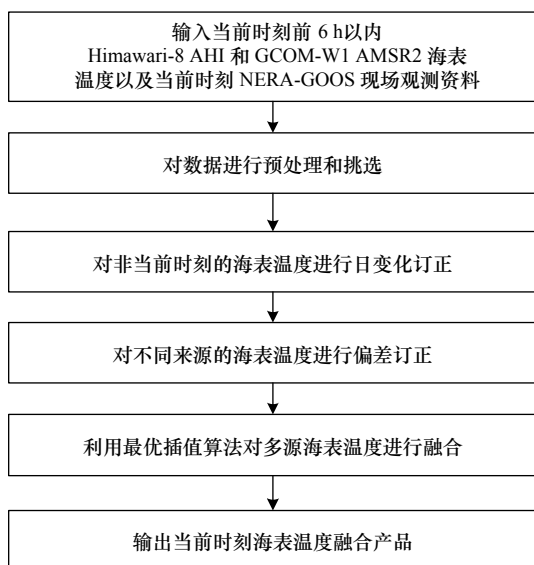 输入当前时刻前 6 h以内
Himawari-8 AHI 和 GCOM-W1 AMSR2 海表
温度以及当前时刻 NERA-GOOS 现场观测资料
对数据进行预处理和挑选
对非当前时刻的海表温度进行日变化订正
对不同来源的海表温度进行偏差订正
利用最优插值算法对多源海表温度进行融合
输出当前时刻海表温度融合产品